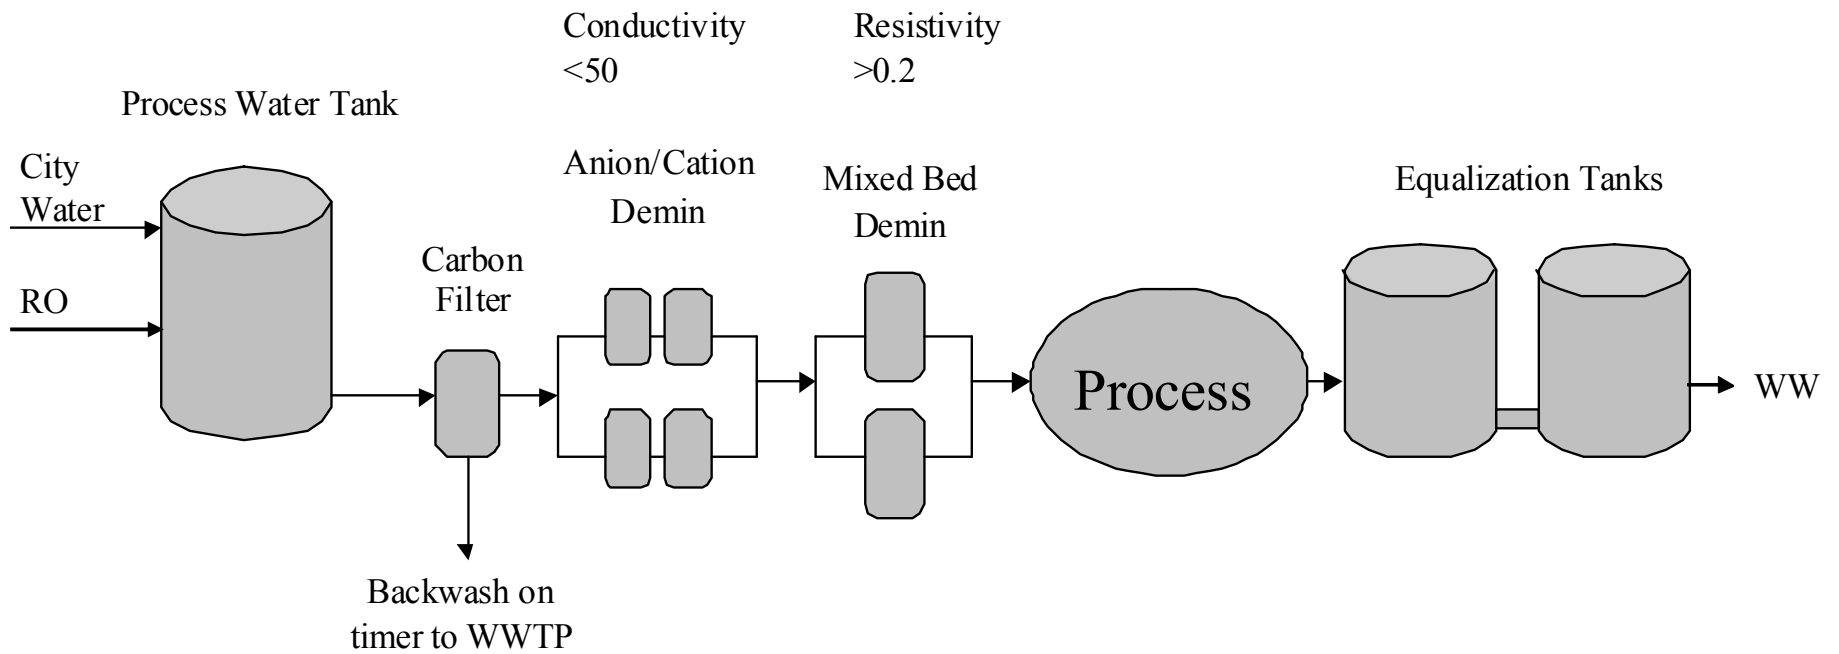 Conductivity
<50
Resistivity
>0.2
Process Water Tank
City
Water
RO
Carbon
Filter
Anion/Cation
Demin
Mixed Bed
Demin
Process
Equalization Tanks
WW
Backwash on
timer to WWTP